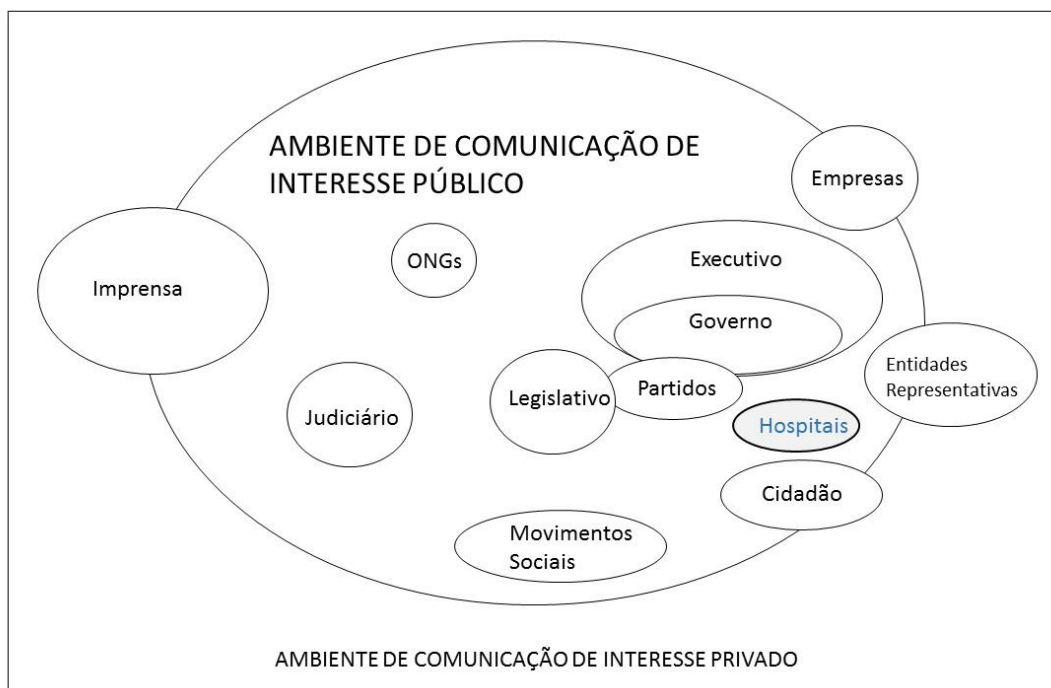 AMBIENTE DE COMUNICAÇÃO DE
INTERESSE PÚBLICO
Empresas
ONGs
Executivo
Imprensa
Governo
Entidades
Representativas
Partidos
Legislativo
Judiciário
Hospitais
Cidadão
Movimentos
Sociais
AMBIENTE DE COMUNICAÇÃO DE INTERESSE PRIVADO